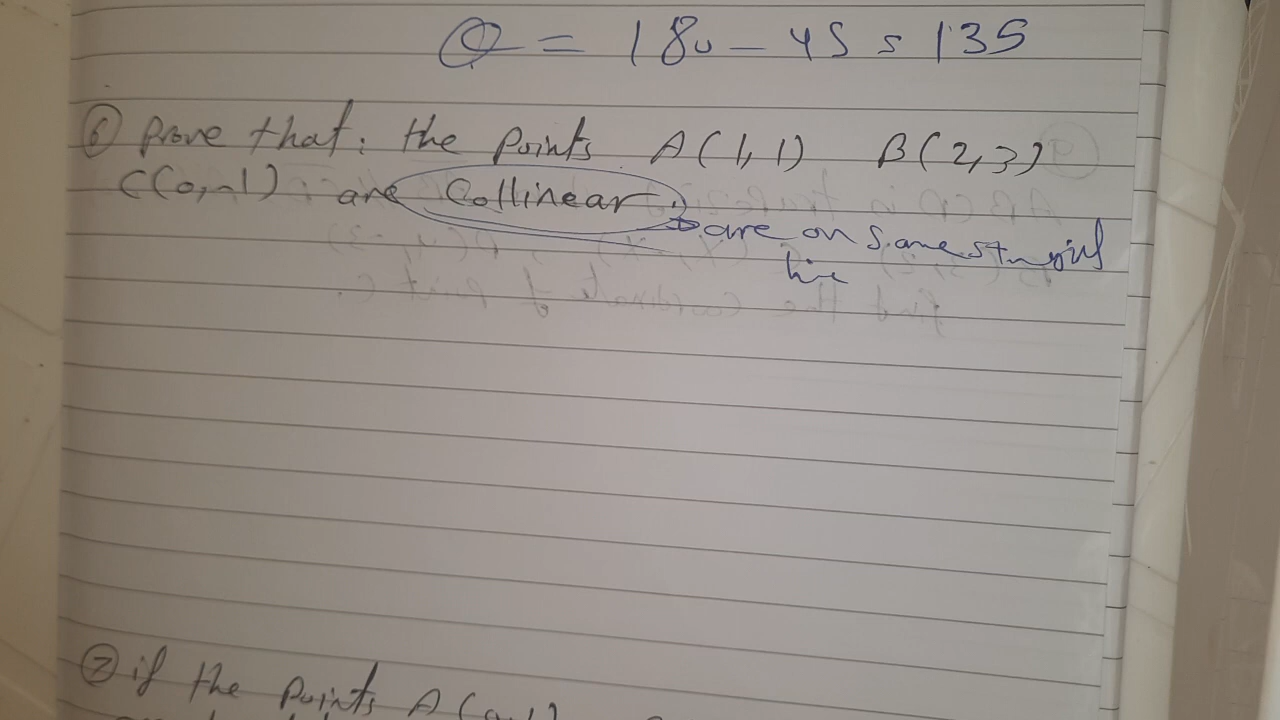 θ = 180 - 45 = 135
⑥ Prove that: the points A(1,1) B(2,3)
C(0,-1) are Collinear.
are on same straight
line
⑦ if the points A(